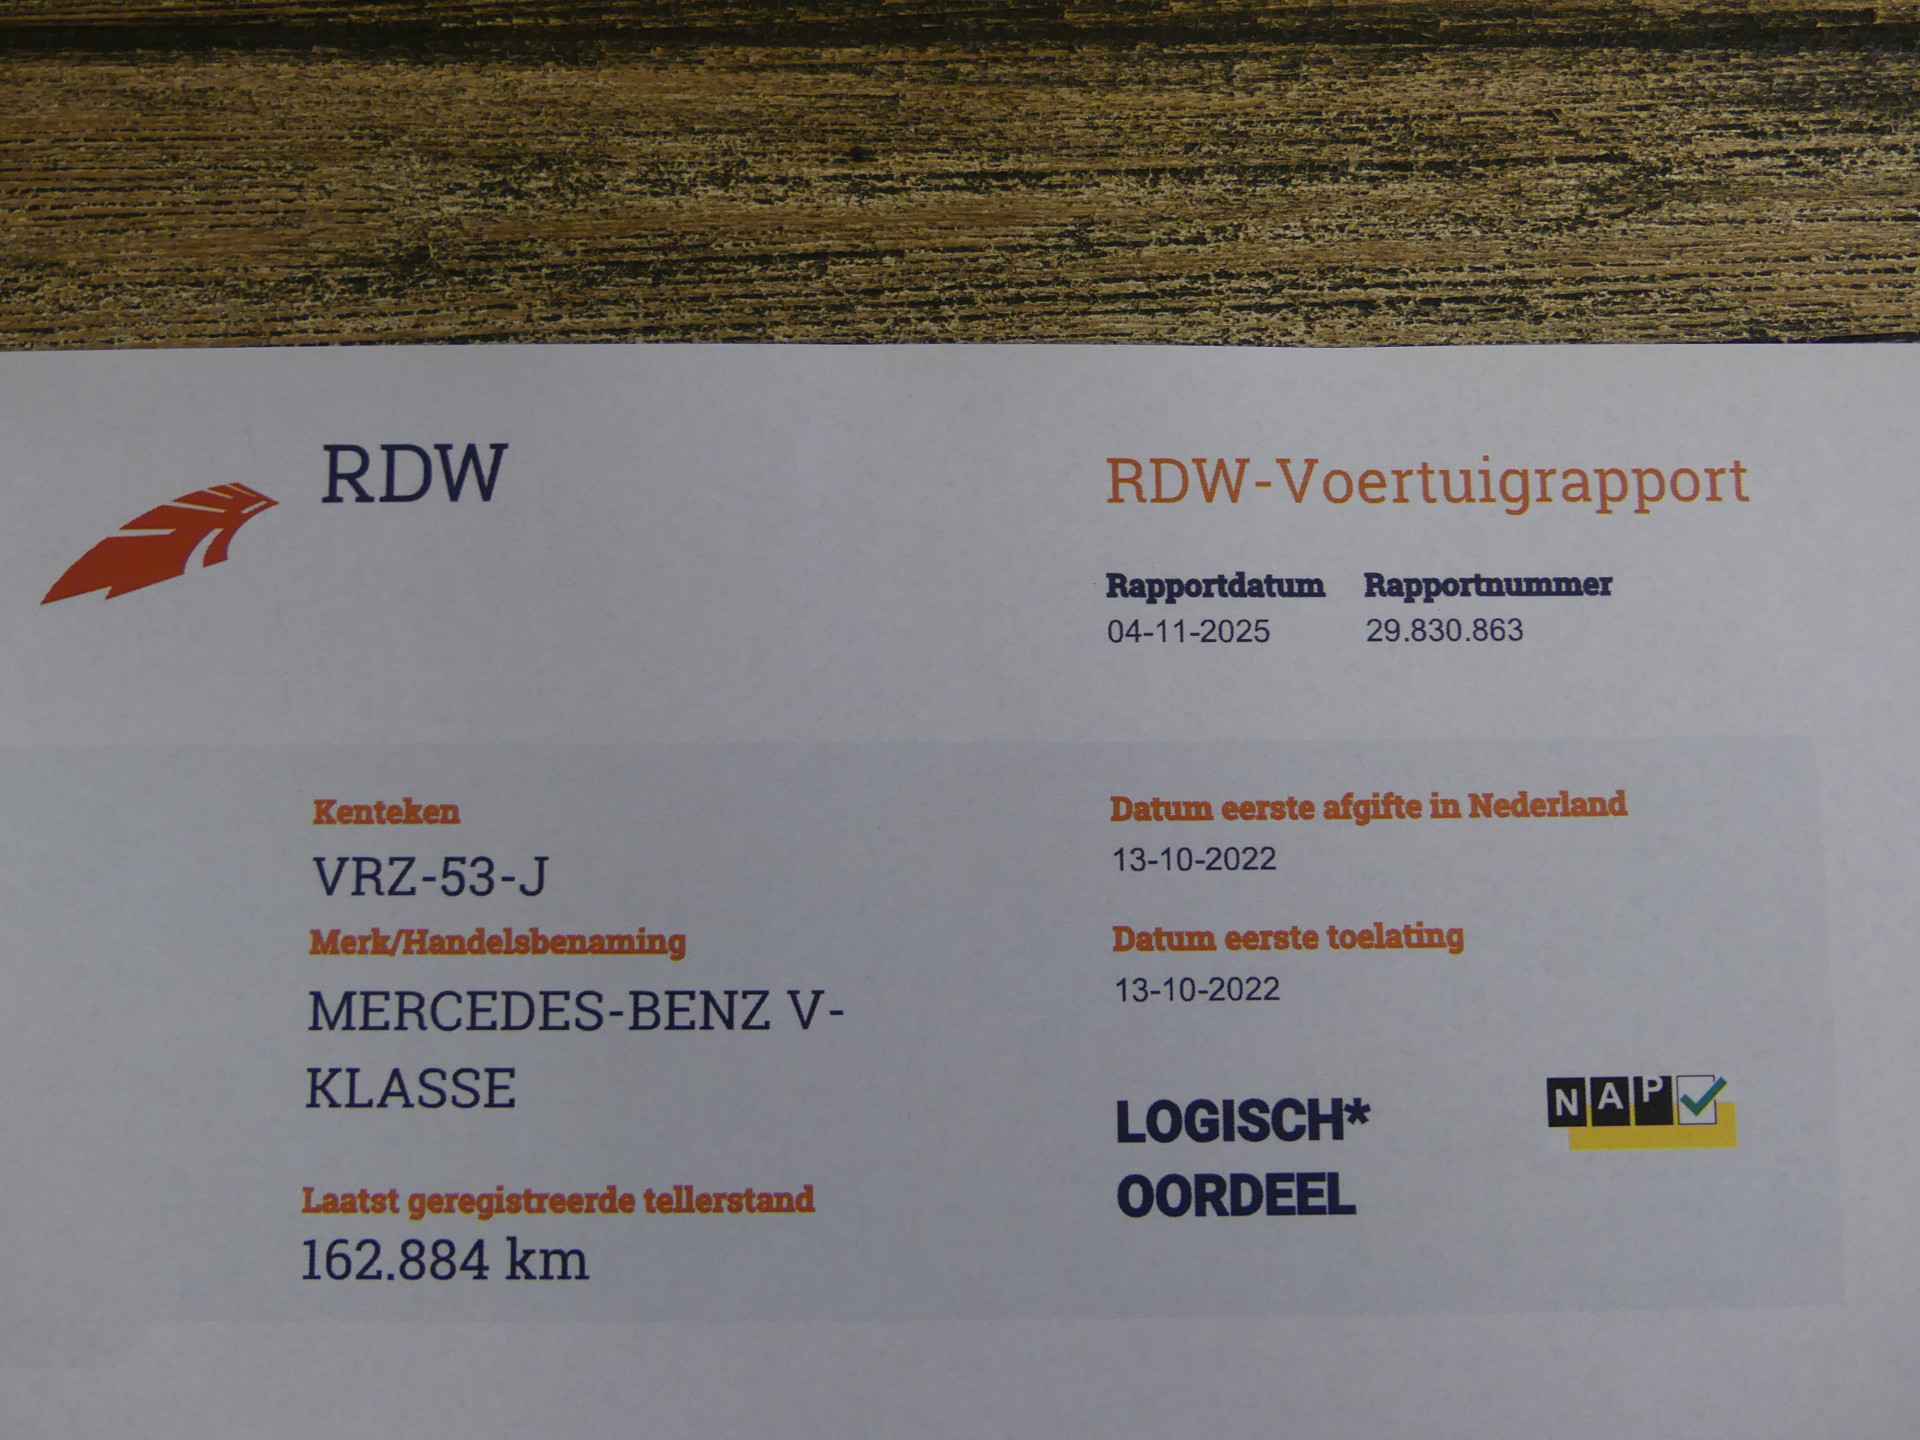 RDW
RDW-Voertuigrapport
Rapportdatum Rapportnummer
04-11-2025 29.830.863
Kenteken
VRZ-53-J
Merk/Handelsbenaming
MERCEDES-BENZ V-
KLASSE
Laatst geregistreerde tellerstand
162.884 km
Datum eerste afgifte in Nederland
13-10-2022
Datum eerste toelating
13-10-2022
LOGISCH*
OORDEEL
NAP